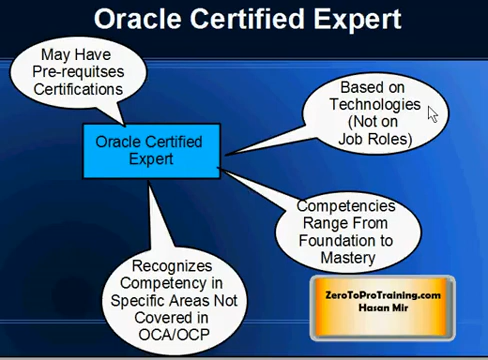 Oracle Certified Expert
May Have
Pre-requitses
Certifications
Based on
Technologies
(Not on
Job Roles)
Oracle Certified
Expert
Competencies
Range From
Foundation to
Mastery
Recognizes
Competency in
Specific Areas Not
Covered in
OCA/OCP
ZeroToProTraining.com
Hasan Mir